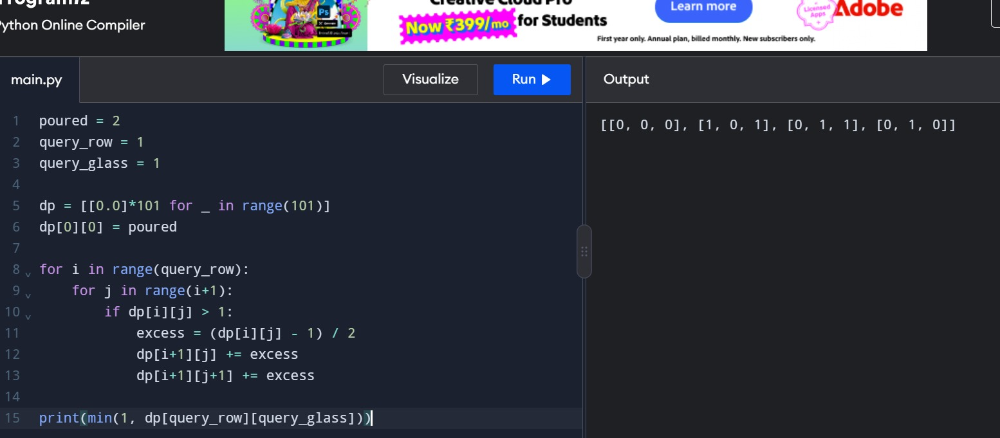 Python Online Compiler
Ps
Now ₹399/mo
for Students
Learn more
Licensed
Apps
Adobe
First year only. Annual plan, billed monthly. New subscribers only.
main.py
Visualize
Run
Output
1 poured = 2
2 query_row = 1
3 query_glass = 1
4
5 dp = [[0.0]*101 for _ in range(101)]
6 dp[0][0] = poured
7
8 for i in range(query_row):
9     for j in range(i+1):
10         if dp[i][j] > 1:
11             excess = (dp[i][j] - 1) / 2
12             dp[i+1][j] += excess
13             dp[i+1][j+1] += excess
14
15 print(min(1, dp[query_row][query_glass]))
[[0, 0, 0], [1, 0, 1], [0, 1, 1], [0, 1, 0]]